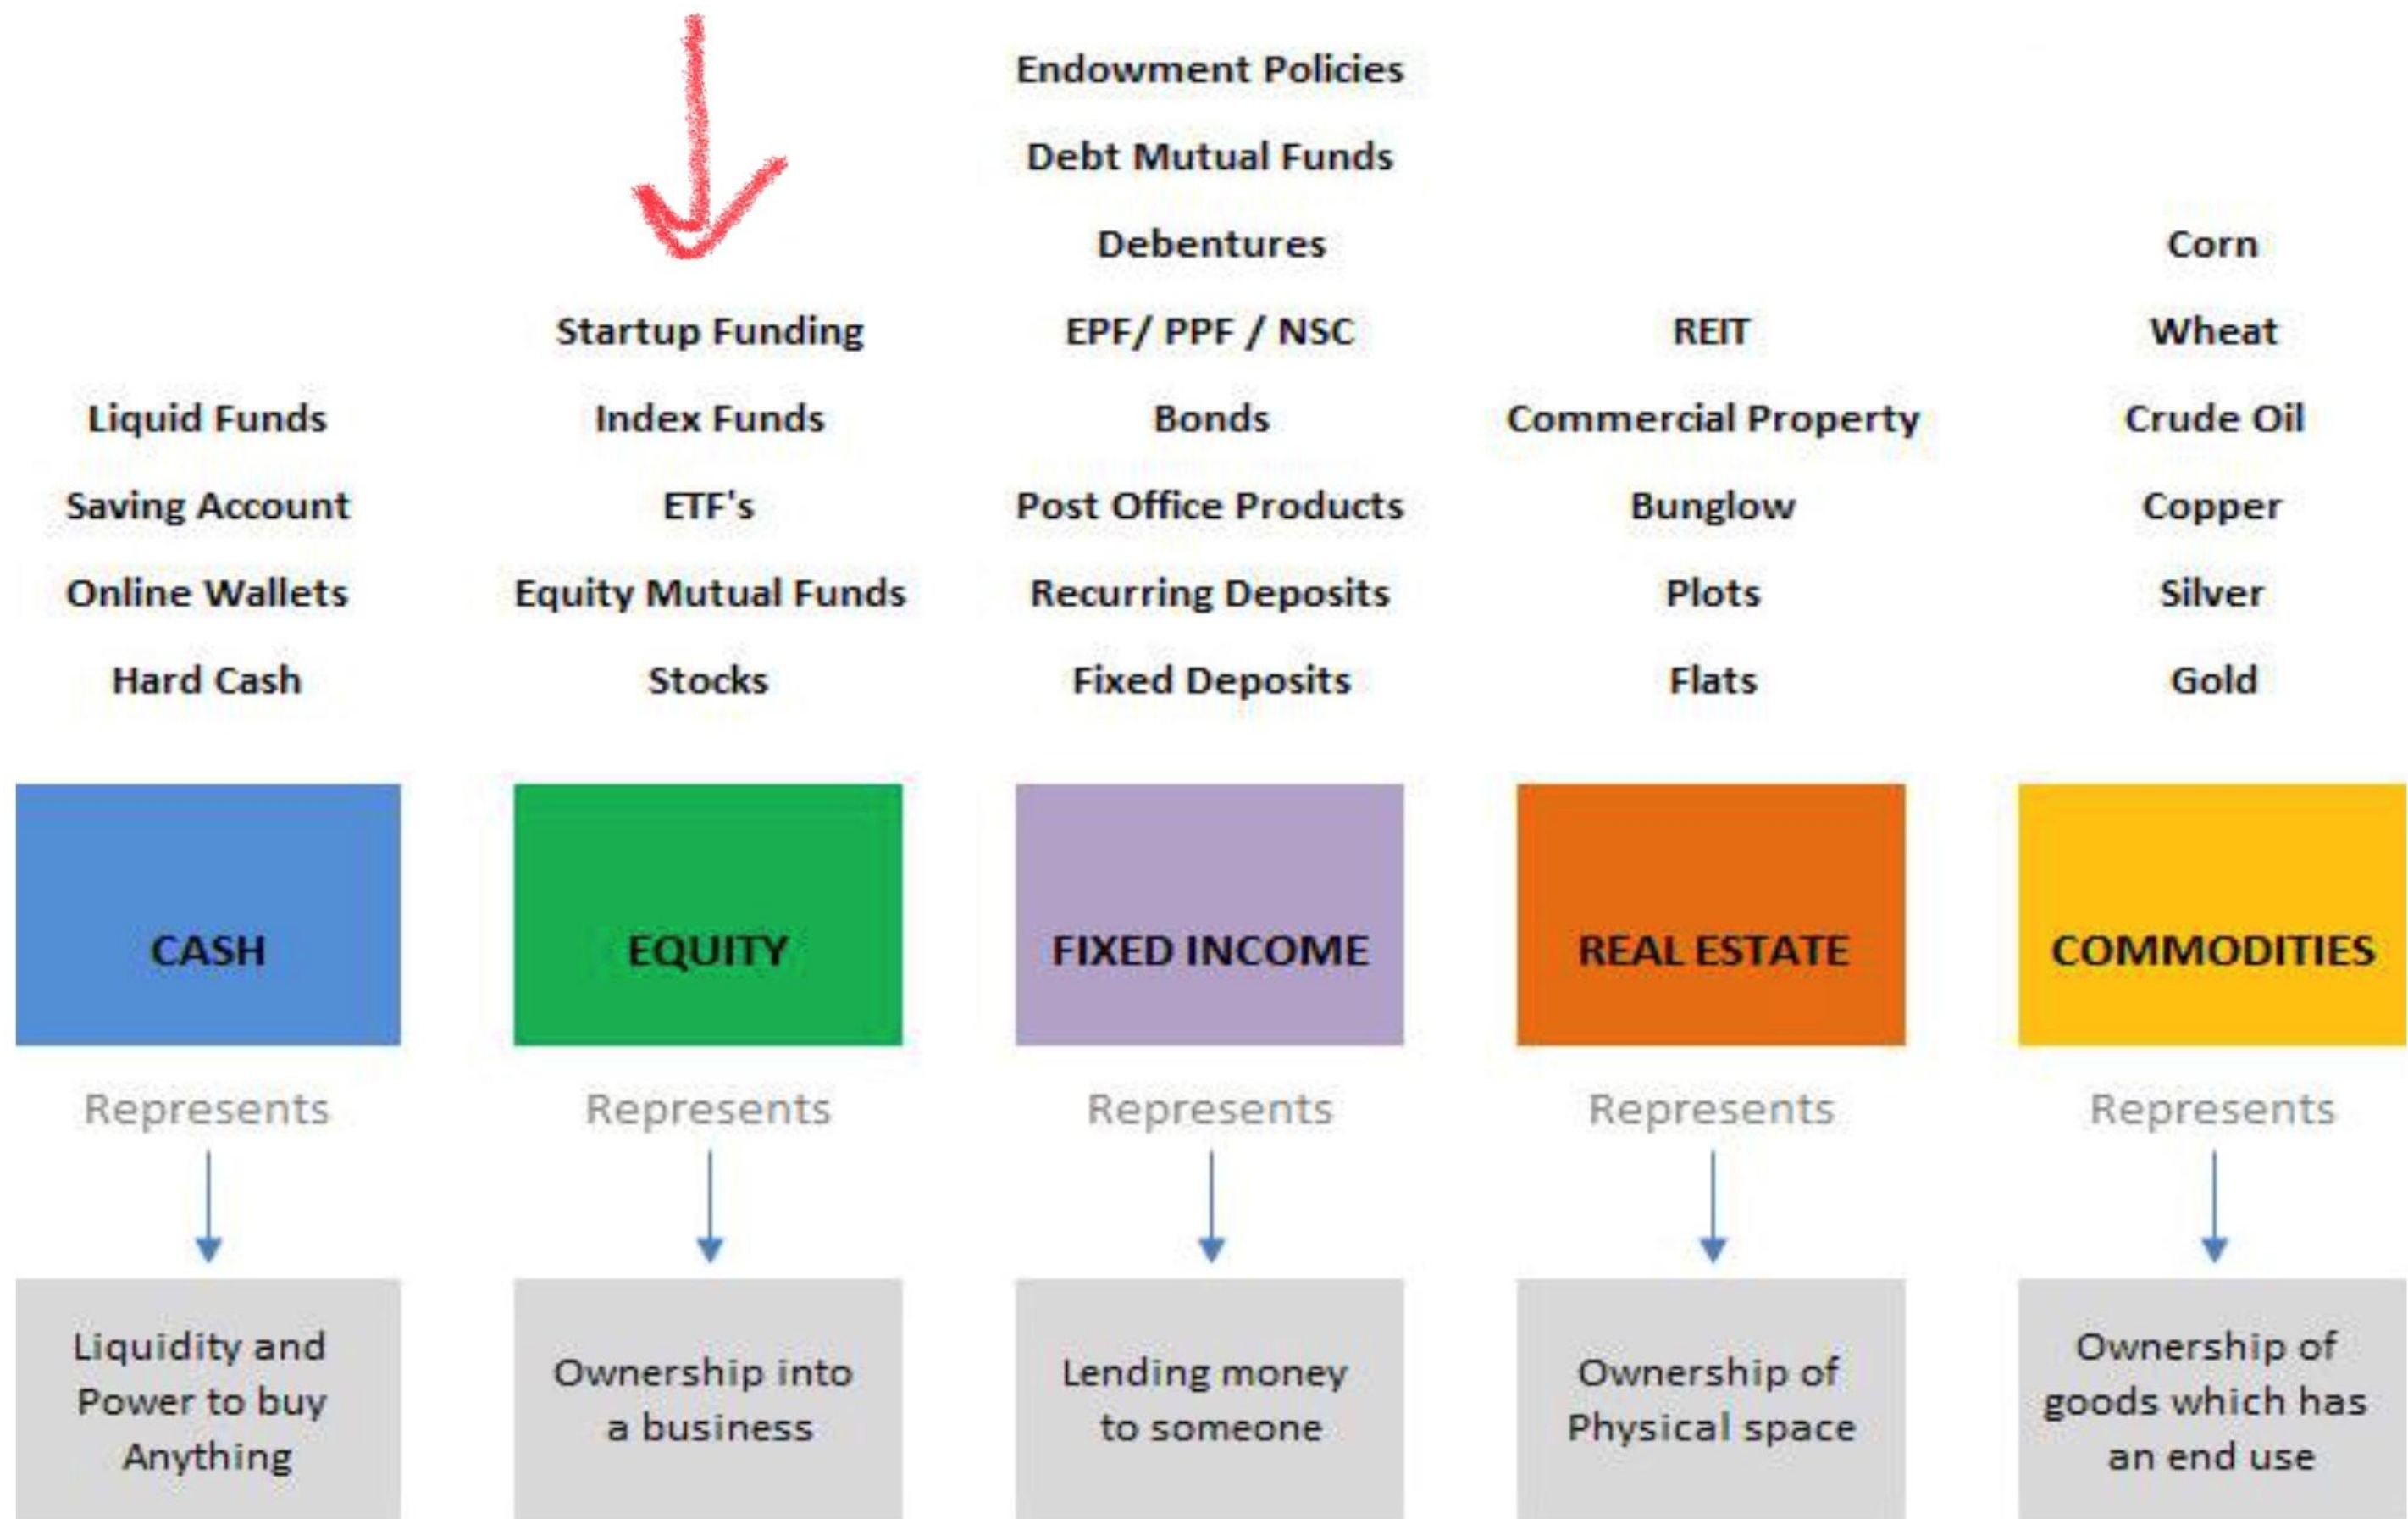 Endowment Policies
Debt Mutual Funds
Debentures
Corn
Startup Funding
EPF/ PPF / NSC
REIT
Wheat
Liquid Funds
Index Funds
Bonds
Commercial Property
Crude Oil
Saving Account
ETF's
Post Office Products
Bunglow
Copper
Online Wallets
Equity Mutual Funds
Recurring Deposits
Plots
Silver
Hard Cash
Stocks
Fixed Deposits
Flats
Gold
CASH
EQUITY
FIXED INCOME
REAL ESTATE
COMMODITIES
Represents
Represents
Represents
Represents
Represents
Liquidity and
Power to buy
Anything
Ownership into
a business
Lending money
to someone
Ownership of
Physical space
Ownership of
goods which has
an end use